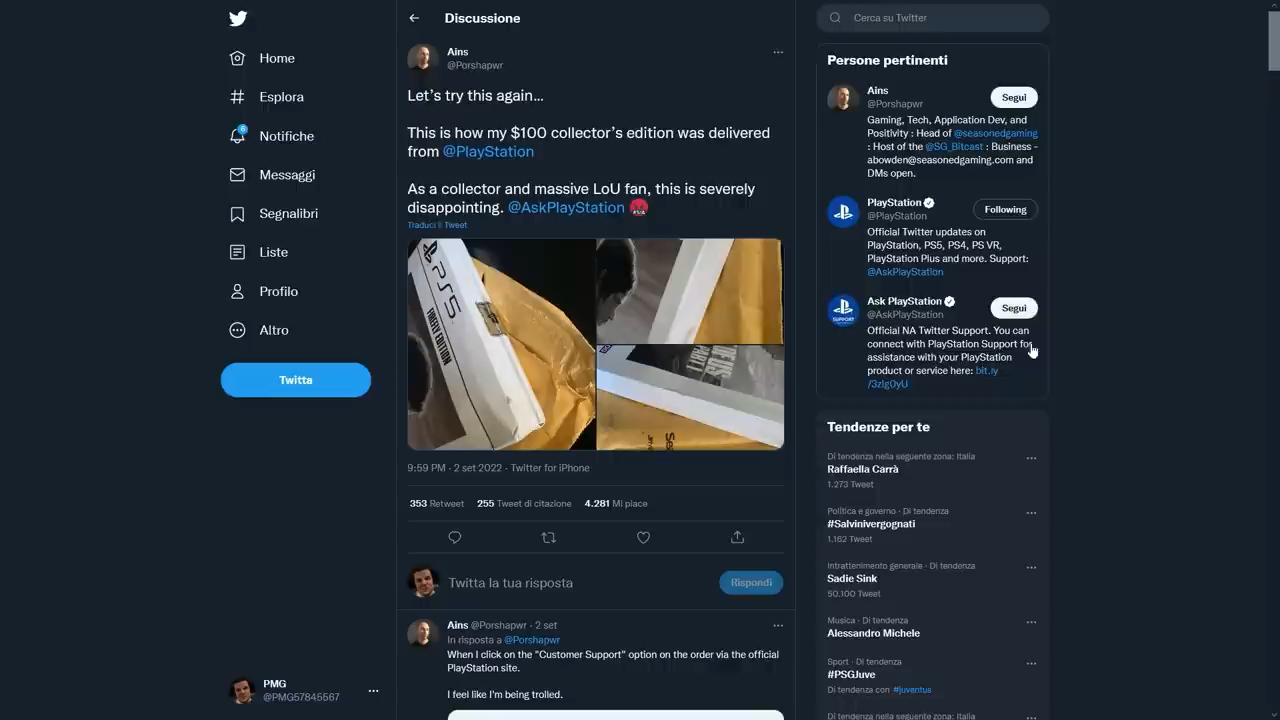 Home
Esplora
6
Notifiche
Messaggi
Segnalibri
Liste
Profilo
Altro
Twitta
PMG
@PMG57845567
Discussione
Ains
@Porshapwr
Let's try this again...
This is how my $100 collector's edition was delivered
from @PlayStation
As a collector and massive LoU fan, this is severely
disappointing. @AskPlayStation
Traduci il Tweet
PS5
FIREFLY EDITION
9:59 PM · 2 set 2022 · Twitter for iPhone
353 Retweet 255 Tweet di citazione 4.281 Mi piace
Twitta la tua risposta
Rispondi
Ains @Porshapwr · 2 set
In risposta a @Porshapwr
When I click on the "Customer Support" option on the order via the official
PlayStation site.
I feel like I'm being trolled.
Cerca su Twitter
Persone pertinenti
Ains
@Porshapwr
Segui
Gaming, Tech, Application Dev, and
Positivity : Head of @seasonedgaming
: Host of the @SG_Bitcast : Business -
abowden@seasonedgaming.com and
DMs open.
PlayStation
@PlayStation
Following
Official Twitter updates on
PlayStation, PS5, PS4, PS VR,
PlayStation Plus and more. Support:
@AskPlayStation
Ask PlayStation
@AskPlayStation
Segui
SUPPORT
Official NA Twitter Support. You can
connect with PlayStation Support for
assistance with your PlayStation
product or service here: bit.ly
/3zIg0yU
Tendenze per te
Di tendenza nella seguente zona: Italia
Raffaella Carrà
1.273 Tweet
Politica e governo · Di tendenza
#Salvinivergognati
1.162 Tweet
Intrattenimento generale · Di tendenza
Sadie Sink
50.100 Tweet
Musica · Di tendenza
Alessandro Michele
Sport · Di tendenza
#PSGJuve
Di tendenza con #juventus
Di tendenza nella seguente zona: Italia